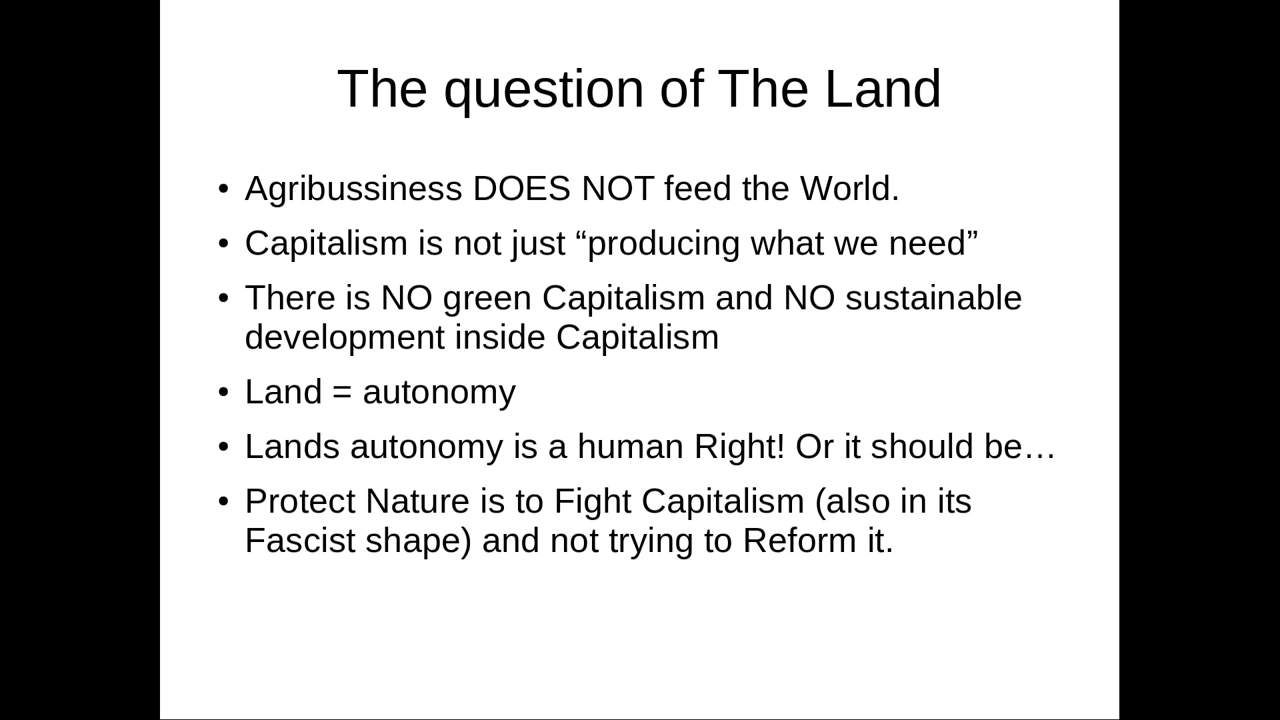 The question of The Land
• Agribussiness DOES NOT feed the World.
• Capitalism is not just “producing what we need”
• There is NO green Capitalism and NO sustainable
development inside Capitalism
• Land = autonomy
• Lands autonomy is a human Right! Or it should be…
• Protect Nature is to Fight Capitalism (also in its
Fascist shape) and not trying to Reform it.